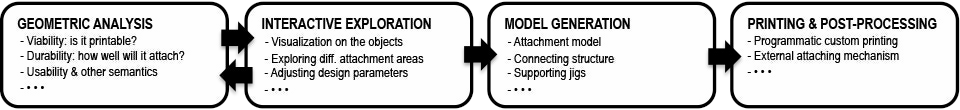 GEOMETRIC ANALYSIS
- Viability: is it printable?
- Durability: how well will it attach?
- Usability & other semantics
- • • •
INTERACTIVE EXPLORATION
- Visualization on the objects
- Exploring diff. attachment areas
- Adjusting design parameters
- • • •
MODEL GENERATION
- Attachment model
- Connecting structure
- Supporting jigs
- • • •
PRINTING & POST-PROCESSING
- Programmatic custom printing
- External attaching mechanism
- • • •